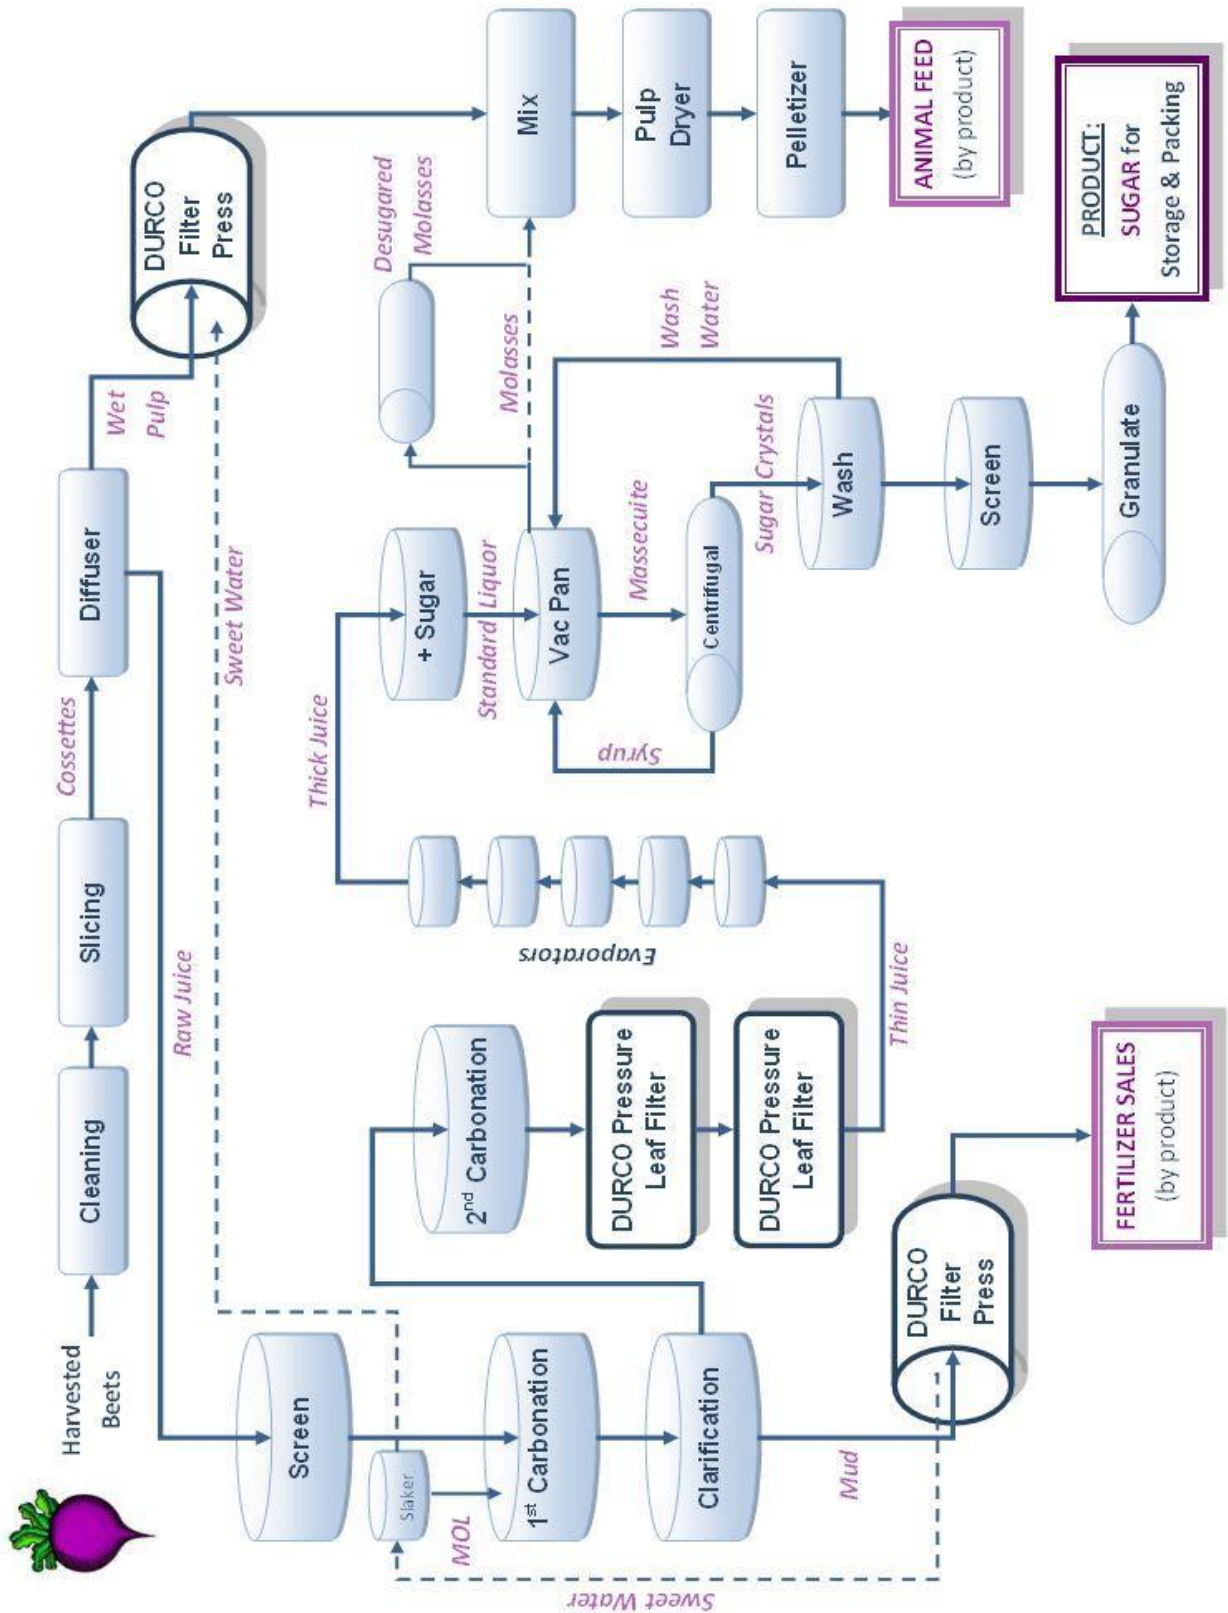 Harvested
Beets
Cleaning
Slicing
Cossettes
Diffuser
Wet
Pulp
DURCO
Filter
Press
Raw Juice
Sweet Water
Screen
Slaker
MOL
1st Carbonation
Clarification
Mud
Sweet Water
DURCO
Filter
Press
FERTILIZER SALES
(by product)
2nd Carbonation
DURCO Pressure
Leaf Filter
DURCO Pressure
Leaf Filter
Thin Juice
Evaporators
Thick Juice
+ Sugar
Standard Liquor
Vac Pan
Syrup
Massecuite
Centrifugal
Sugar Crystals
Wash
Wash
Water
Screen
Granulate
PRODUCT:
SUGAR for
Storage & Packing
Molasses
Desugared
Molasses
Mix
Pulp
Dryer
Pelletizer
ANIMAL FEED
(by product)